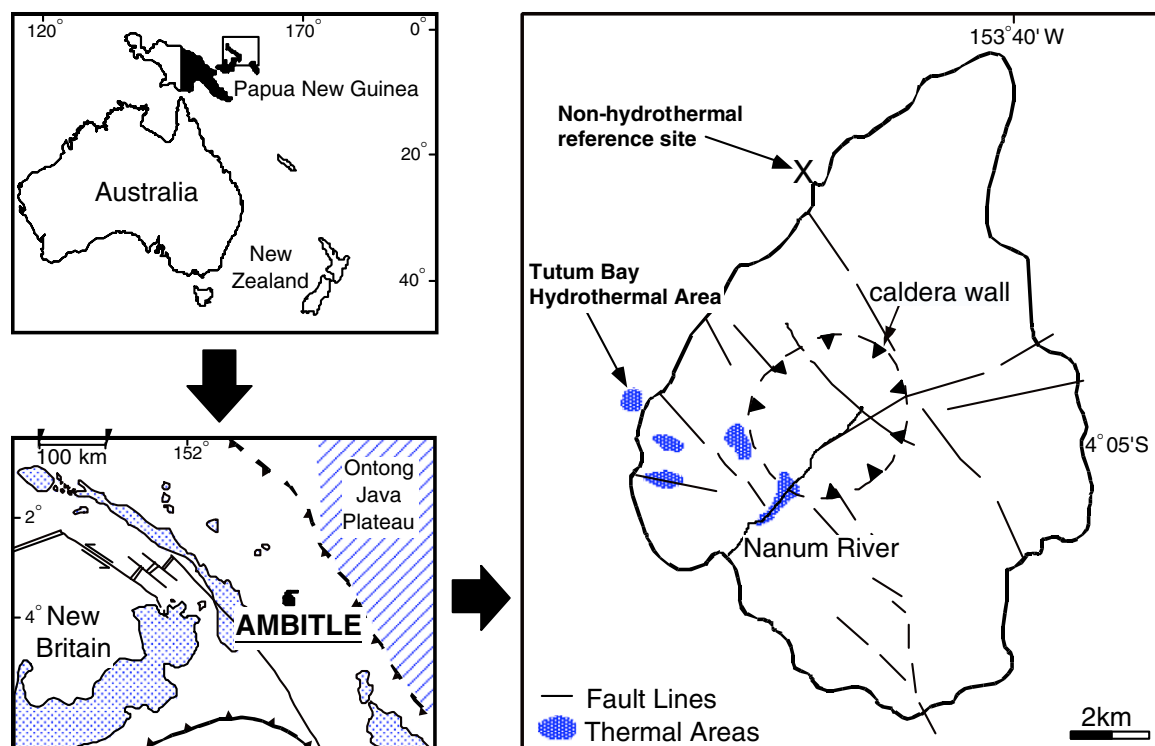 120°
170°
0°
Papua New Guinea
20°
Australia
New
Zealand
40°
100 km
152°
Ontong
Java
Plateau
2°
4°
New
Britain
AMBITLE
153°40' W
Non-hydrothermal
reference site
X
Tutum Bay
Hydrothermal Area
caldera wall
4°05'S
Nanum River
Fault Lines
Thermal Areas
2km